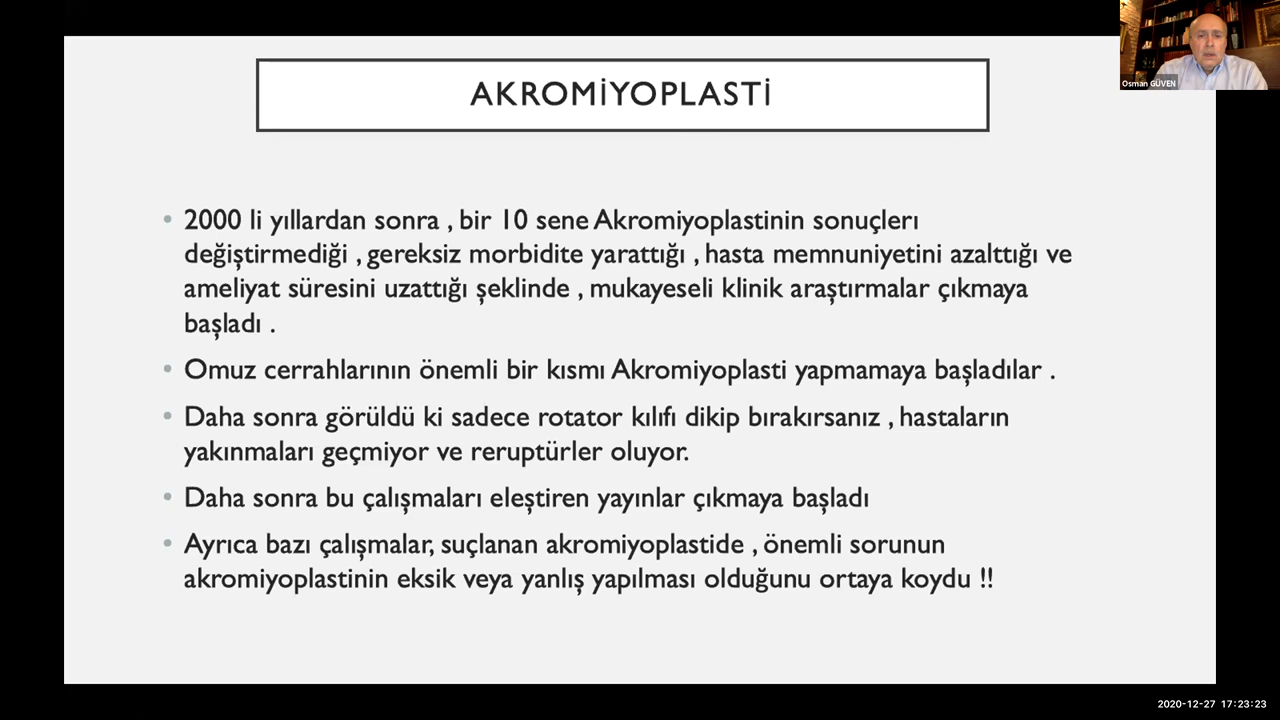 Osman GÜVEN
AKROMİYOPLASTİ
• 2000 li yıllardan sonra , bir 10 sene Akromiyoplastinin sonuçlerı
değiştirmediği , gereksiz morbidite yarattığı , hasta memnuniyetini azalttığı ve
ameliyat süresini uzattığı şeklinde , mukayeseli klinik araştırmalar çıkmaya
başladı .
• Omuz cerrahlarının önemli bir kısmı Akromiyoplasti yapmamaya başladılar .
• Daha sonra görüldü ki sadece rotator kılıfı dikip bırakırsanız , hastaların
yakınmaları geçmiyor ve reruptürler oluyor.
• Daha sonra bu çalışmaları eleştiren yayınlar çıkmaya başladı
• Ayrıca bazı çalışmalar, suçlanan akromiyoplastide , önemli sorunun
akromiyoplastinin eksik veya yanlış yapılması olduğunu ortaya koydu !!
2020-12-27 17:23:23